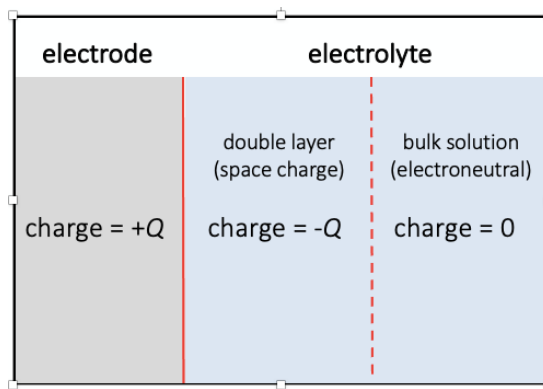 electrode
electrolyte
double layer
(space charge)
bulk solution
(electroneutral)
charge = +Q
charge = -Q
charge = 0